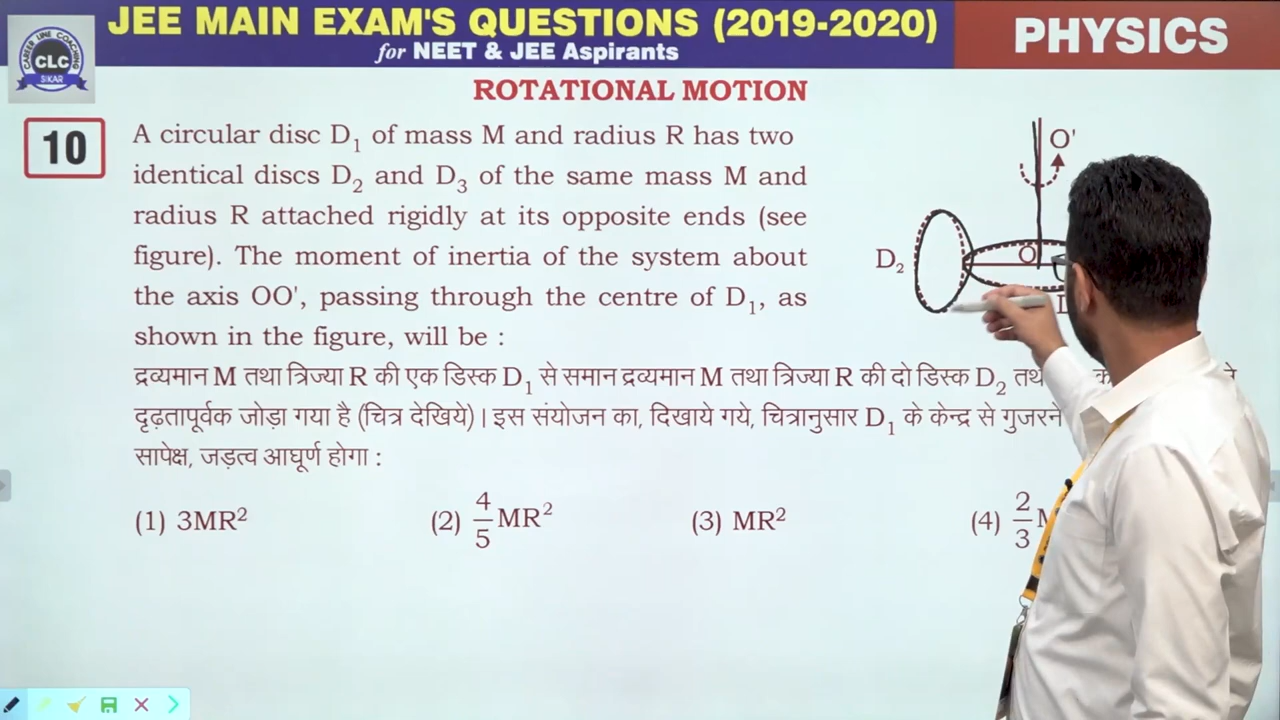 JEE MAIN EXAM'S QUESTIONS (2019-2020)
for NEET & JEE Aspirants
PHYSICS
CAREER LINE COACHING
CLC
SIKAR
ROTATIONAL MOTION
10
A circular disc D₁ of mass M and radius R has two
identical discs D₂ and D₃ of the same mass M and
radius R attached rigidly at its opposite ends (see
figure). The moment of inertia of the system about
the axis OO', passing through the centre of D₁, as
shown in the figure, will be :
O'
O
D₂
द्रव्यमान M तथा त्रिज्या R की एक डिस्क D₁ से समान द्रव्यमान M तथा त्रिज्या R की दो डिस्क D₂
दृढ़तापूर्वक जोड़ा गया है (चित्र देखिये)। इस संयोजन का, दिखाये गये, चित्रानुसार D₁ के केन्द्र से
सापेक्ष, जड़त्व आघूर्ण होगा :
(1) 3MR² (2) 4/5 MR² (3) MR² (4) 2/3